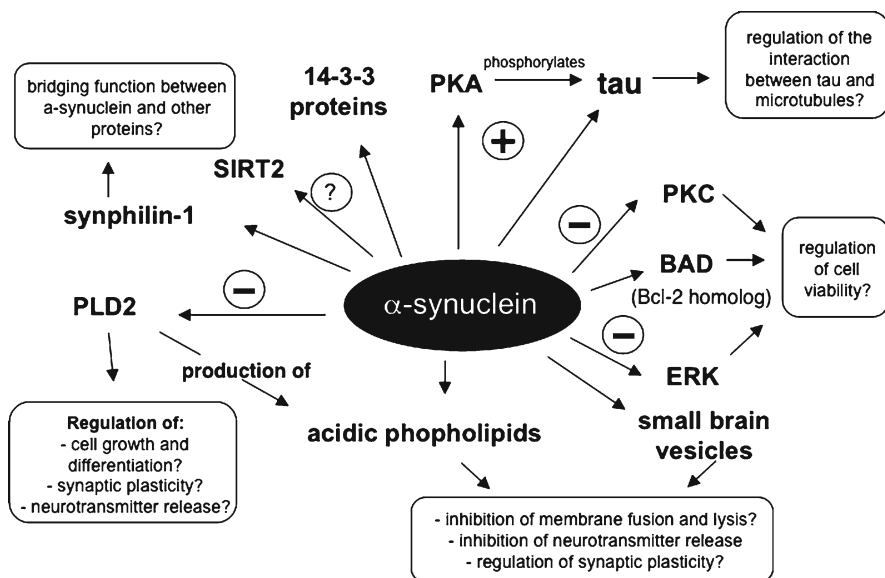 14-3-3
proteins
PKA
phosphorylates
tau
regulation of the
interaction
between tau and
microtubules?
bridging function between
a-synuclein and other
proteins?
SIRT2
?
+
synphilin-1
−
PKC
BAD
(Bcl-2 homolog)
regulation
of cell
viability?
α-synuclein
PLD2
−
−
ERK
production of
acidic phopholipids
small brain
vesicles
Regulation of:
- cell growth and
differentiation?
- synaptic plasticity?
- neurotransmitter release?
- inhibition of membrane fusion and lysis?
- inhibition of neurotransmitter release
- regulation of synaptic plasticity?